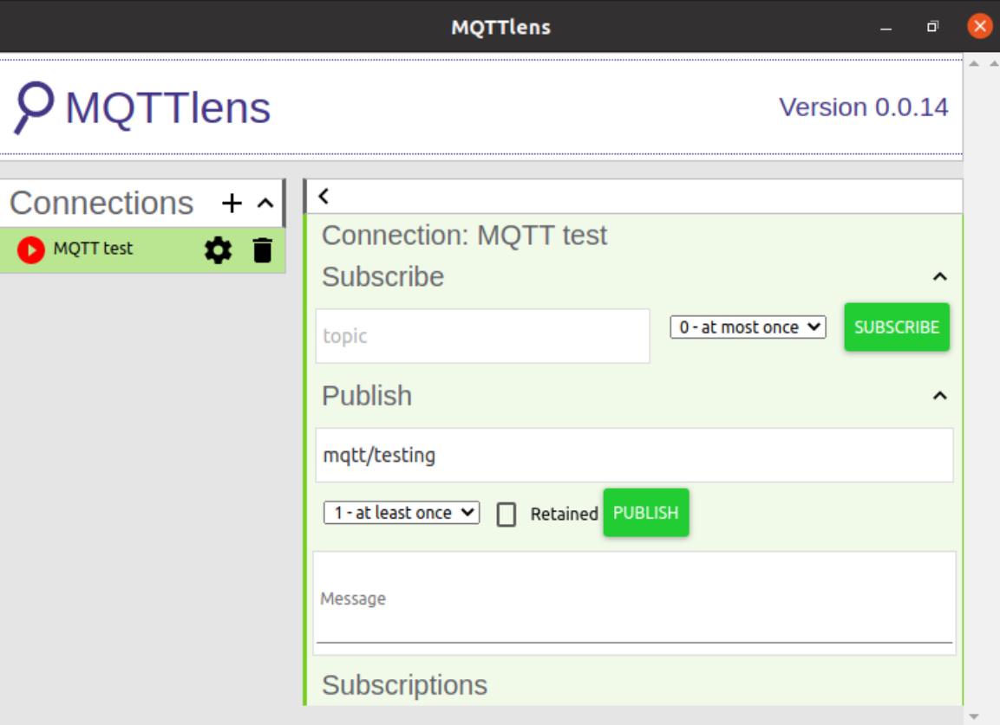 MQTTlens
MQTTlens
Version 0.0.14
Connections
MQTT test
Connection: MQTT test
Subscribe
topic
0 - at most once
SUBSCRIBE
Publish
mqtt/testing
1 - at least once
Retained
PUBLISH
Message
Subscriptions